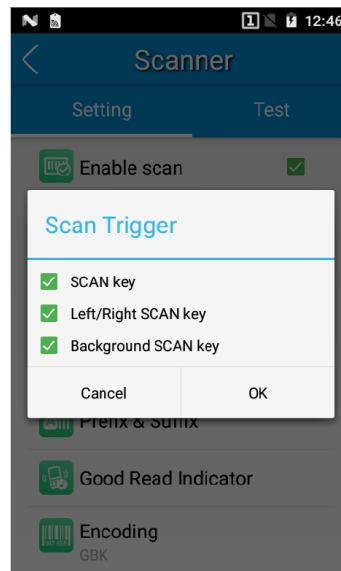 12:46
Scanner
Setting Test
Enable scan
Scan Trigger
SCAN key
Left/Right SCAN key
Background SCAN key
Cancel OK
Prefix & Suffix
Good Read Indicator
Encoding
GBK